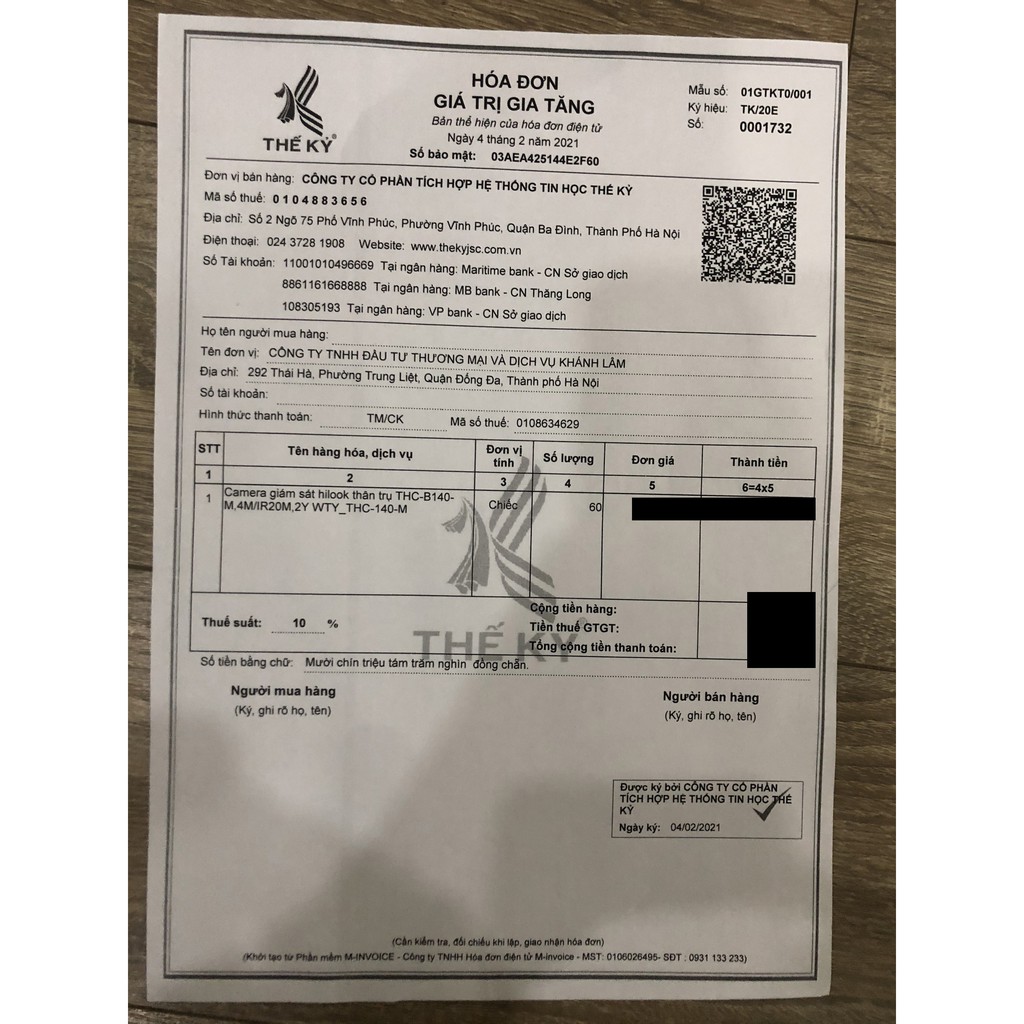 THẾ KỶ®
HÓA ĐƠN
GIÁ TRỊ GIA TĂNG
Bản thể hiện của hóa đơn điện tử
Ngày 4 tháng 2 năm 2021
Số bảo mật: 03AEA425144E2F60
Mẫu số: 01GTKT0/001
Ký hiệu: TK/20E
Số: 0001732
Đơn vị bán hàng: CÔNG TY CỔ PHẦN TÍCH HỢP HỆ THỐNG TIN HỌC THẾ KỶ
Mã số thuế: 0 1 0 4 8 8 3 6 5 6
Địa chỉ: Số 2 Ngõ 75 Phố Vĩnh Phúc, Phường Vĩnh Phúc, Quận Ba Đình, Thành Phố Hà Nội
Điện thoại: 024 3728 1908 Website: www.thekyjsc.com.vn
Số Tài khoản: 11001010496669 Tại ngân hàng: Maritime bank - CN Sở giao dịch
8861161668888 Tại ngân hàng: MB bank - CN Thăng Long
108305193 Tại ngân hàng: VP bank - CN Sở giao dịch
Họ tên người mua hàng:
Tên đơn vị: CÔNG TY TNHH ĐẦU TƯ THƯƠNG MẠI VÀ DỊCH VỤ KHÁNH LÂM
Địa chỉ: 292 Thái Hà, Phường Trung Liệt, Quận Đống Đa, Thành phố Hà Nội
Số tài khoản:
Hình thức thanh toán: TM/CK Mã số thuế: 0108634629
STT Tên hàng hóa, dịch vụ Đơn vị tính Số lượng Đơn giá Thành tiền
1 2 3 4 5 6=4x5
1 Camera giám sát hilook thân trụ THC-B140- Chiếc 60
M,4M/IR20M,2Y WTY_THC-140-M
THẾ KỶ®
Cộng tiền hàng:
Thuế suất: 10 % Tiền thuế GTGT:
Tổng cộng tiền thanh toán:
Số tiền bằng chữ: Mười chín triệu tám trăm nghìn đồng chẵn.
Người mua hàng Người bán hàng
(Ký, ghi rõ họ, tên) (Ký, ghi rõ họ, tên)
Được ký bởi CÔNG TY CỔ PHẦN
TÍCH HỢP HỆ THỐNG TIN HỌC THẾ
KỶ
Ngày ký: 04/02/2021
(Cần kiểm tra, đối chiếu khi lập, giao nhận hóa đơn)
(Khởi tạo từ Phần mềm M-INVOICE - Công ty TNHH Hóa đơn điện tử M-invoice - MST: 0106026495- SĐT : 0931 133 233)